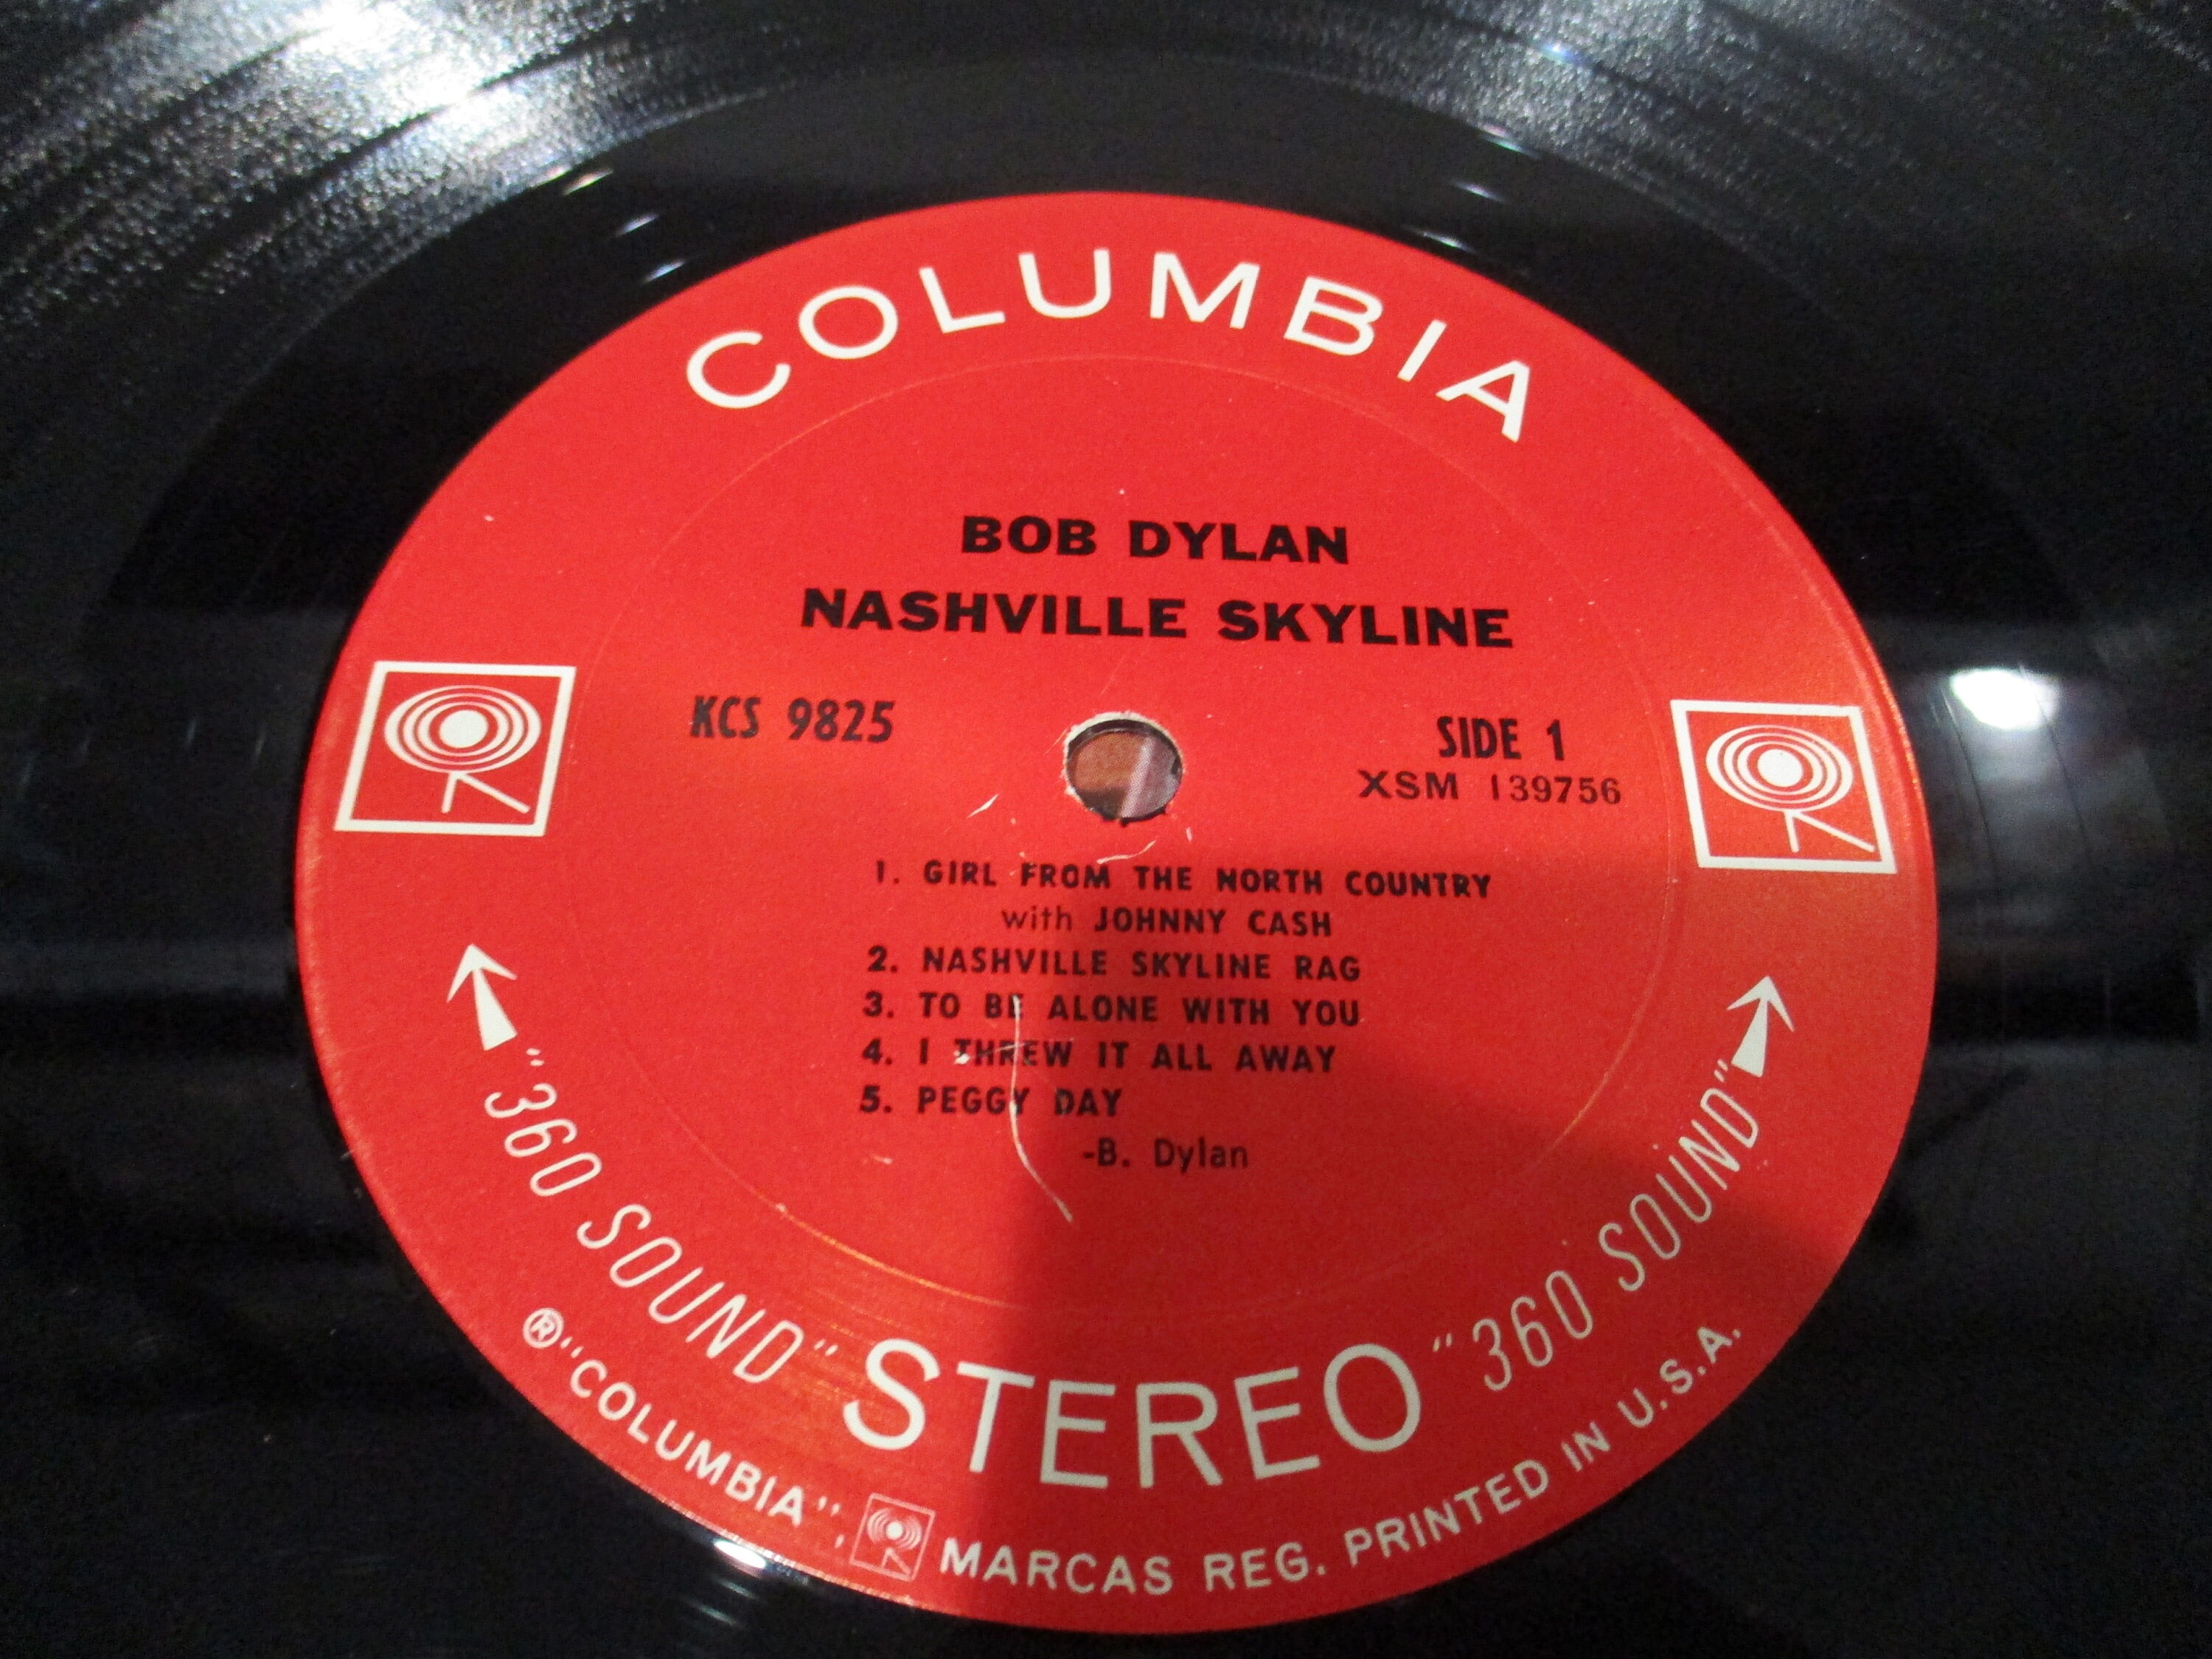 COLUMBIA
BOB DYLAN
NASHVILLE SKYLINE
KCS 9825
SIDE 1
XSM 139756
1. GIRL FROM THE NORTH COUNTRY
with JOHNNY CASH
2. NASHVILLE SKYLINE RAG
3. TO BE ALONE WITH YOU
4. I THREW IT ALL AWAY
5. PEGGY DAY
-B. Dylan
"360 SOUND" STEREO "360 SOUND"
®"COLUMBIA", MARCAS REG. PRINTED IN U.S.A.